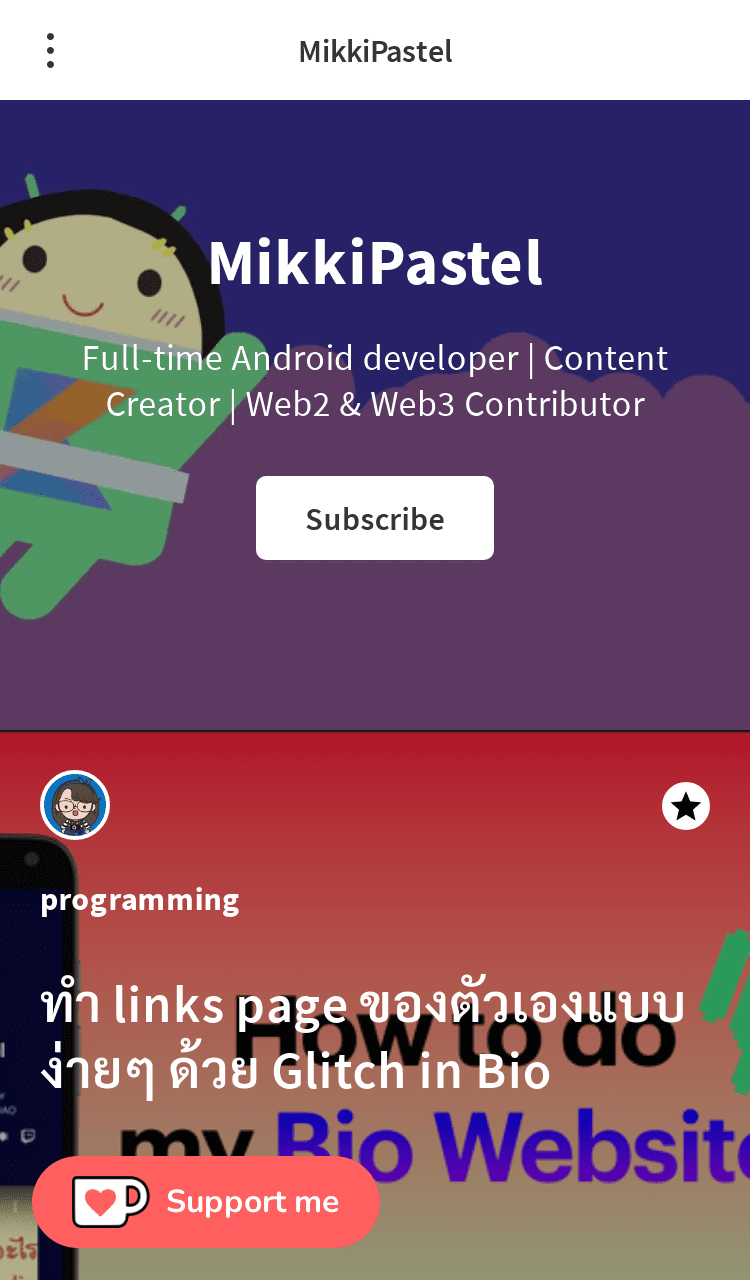 MikkiPastel
MikkiPastel
Full-time Android developer | Content
Creator | Web2 & Web3 Contributor
Subscribe
programming
ทำ links page ของตัวเองแบบ
ง่ายๆ ด้วย Glitch in Bio
How to do
my Bio Website
Support me